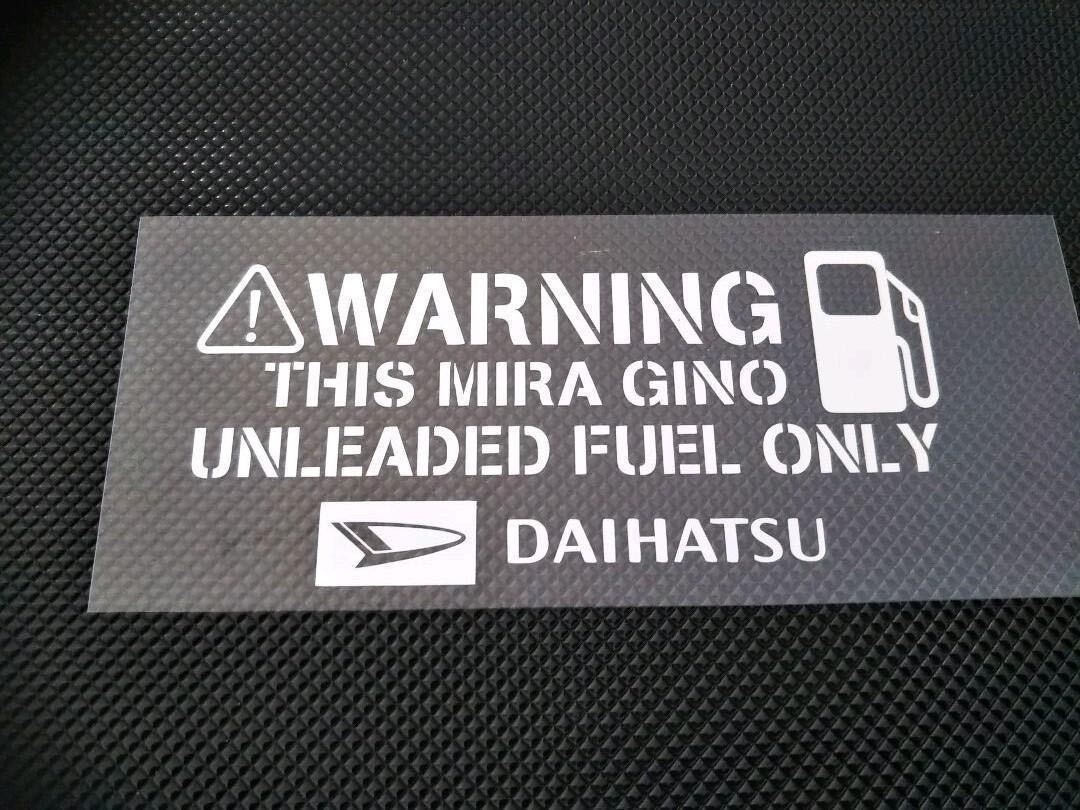 WARNING
THIS MIRA GINO
UNLEADED FUEL ONLY
DAIHATSU